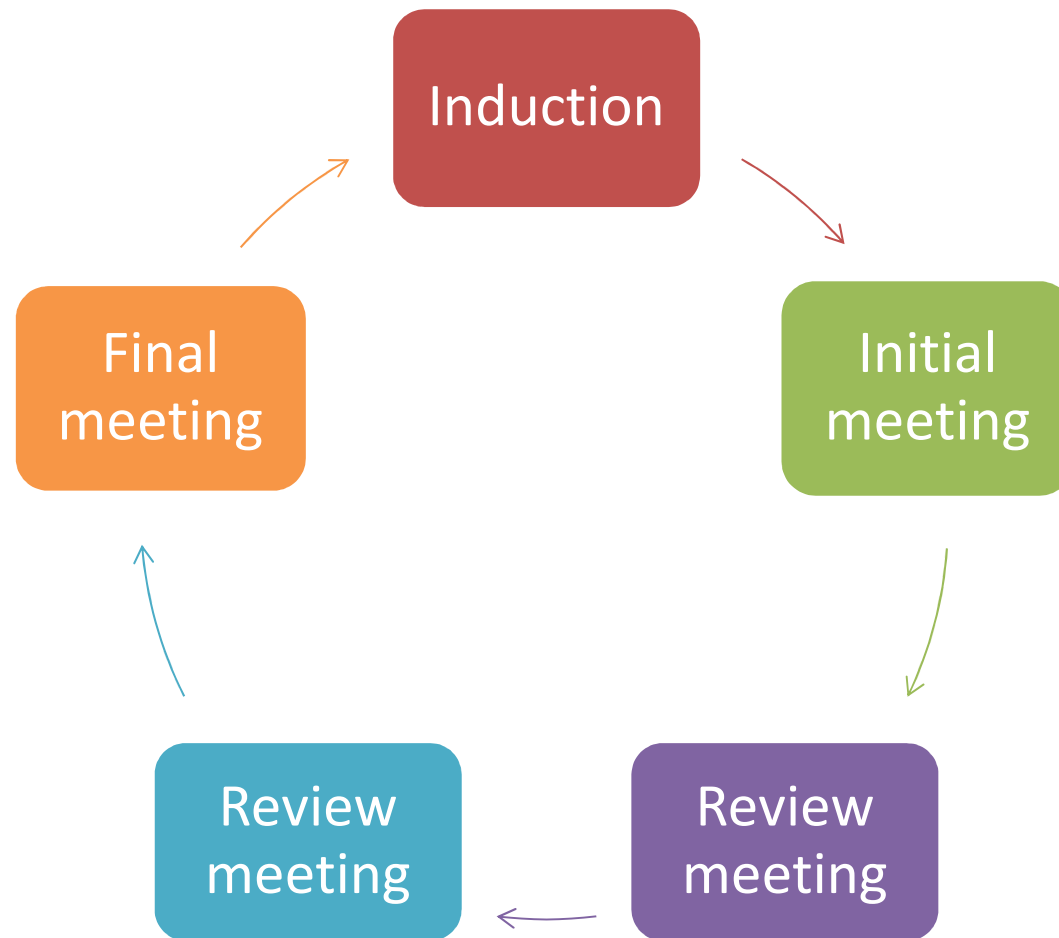 Induction
Initial
meeting
Review
meeting
Review
meeting
Final
meeting